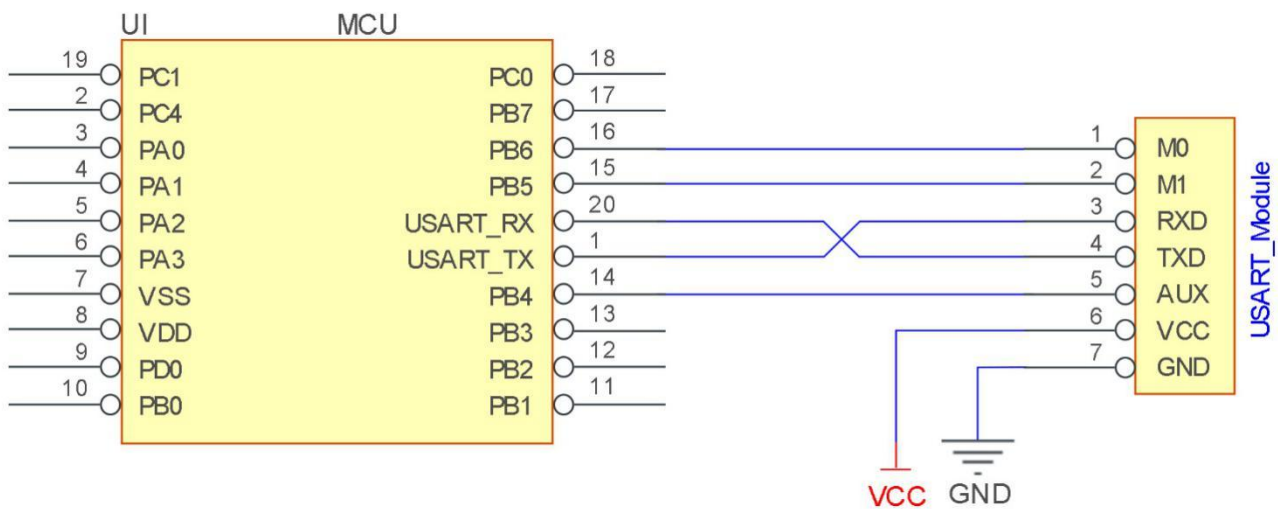 UI MCU
19 PC1 PC0 18
2 PC4 PB7 17
3 PA0 PB6 16
4 PA1 PB5 15
5 PA2 USART_RX 20
6 PA3 USART_TX 1
7 VSS PB4 14
8 VDD PB3 13
9 PD0 PB2 12
10 PB0 PB1 11
1 M0
2 M1
3 RXD
4 TXD
5 AUX
6 VCC
7 GND
USART_Module
VCC GND